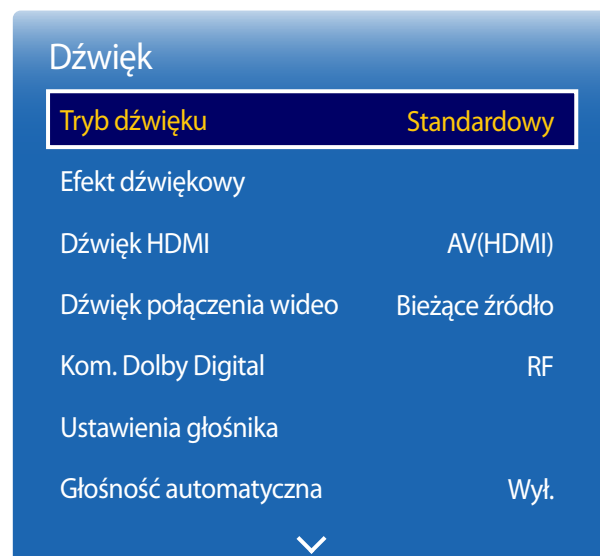 Dźwięk
Tryb dźwięku Standardowy
Efekt dźwiękowy
Dźwięk HDMI AV(HDMI)
Dźwięk połączenia wideo Bieżące źródło
Kom. Dolby Digital RF
Ustawienia głośnika
Głośność automatyczna Wył.